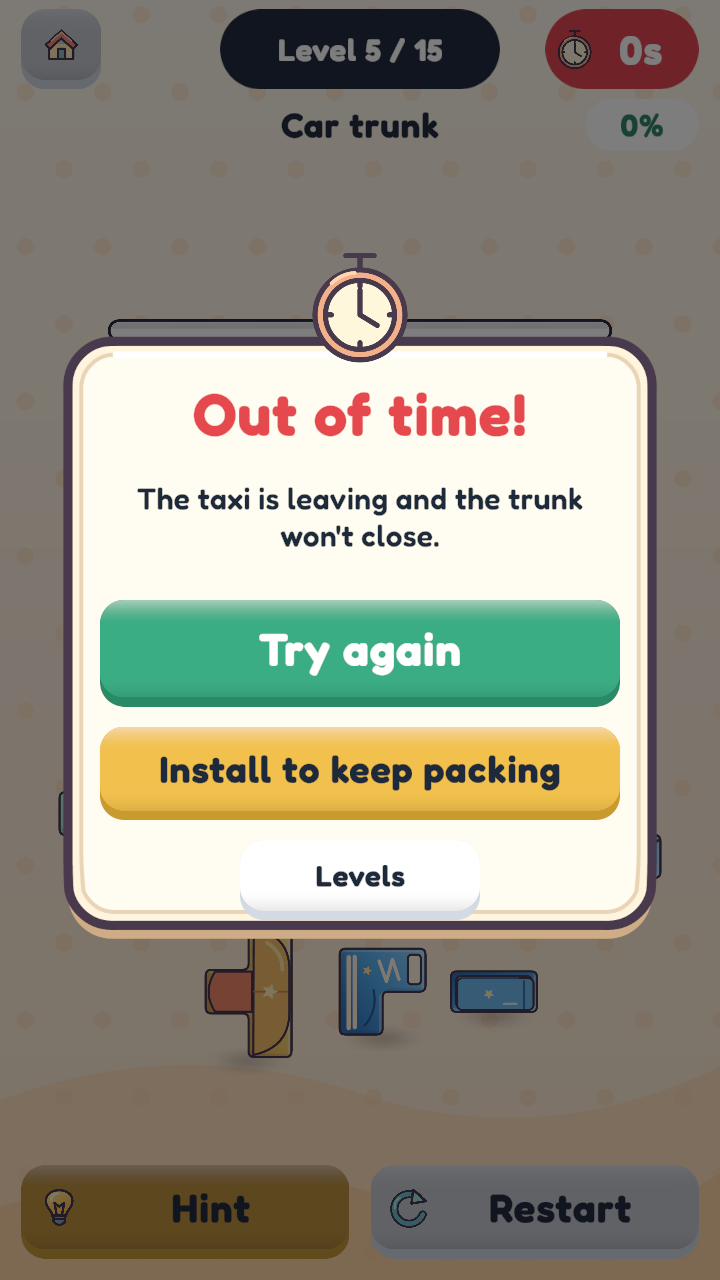 Level 5 / 15
0s
Car trunk
0%
Out of time!
The taxi is leaving and the trunk
won't close.
Try again
Install to keep packing
Levels
Hint
Restart